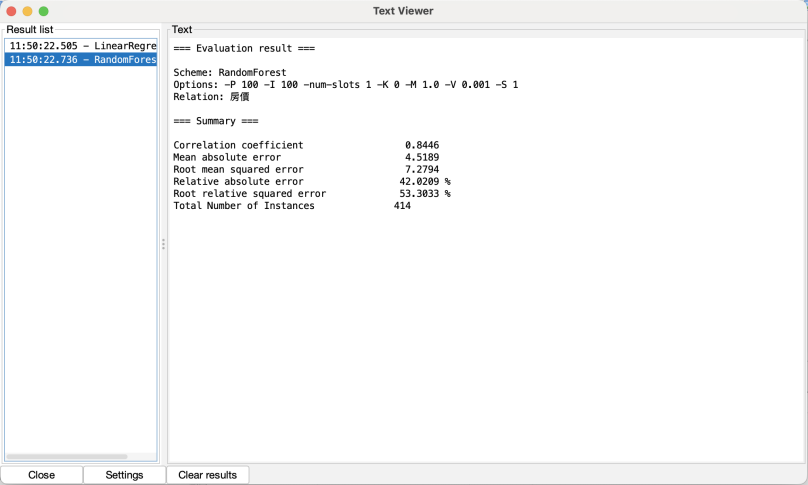 Text Viewer
Result list
11:50:22.505 - LinearRegre
11:50:22.736 - RandomFores
Text
=== Evaluation result ===
Scheme: RandomForest
Options: -P 100 -I 100 -num-slots 1 -K 0 -M 1.0 -V 0.001 -S 1
Relation: 房價
=== Summary ===
Correlation coefficient 0.8446
Mean absolute error 4.5189
Root mean squared error 7.2794
Relative absolute error 42.0209 %
Root relative squared error 53.3033 %
Total Number of Instances 414
Close Settings Clear results